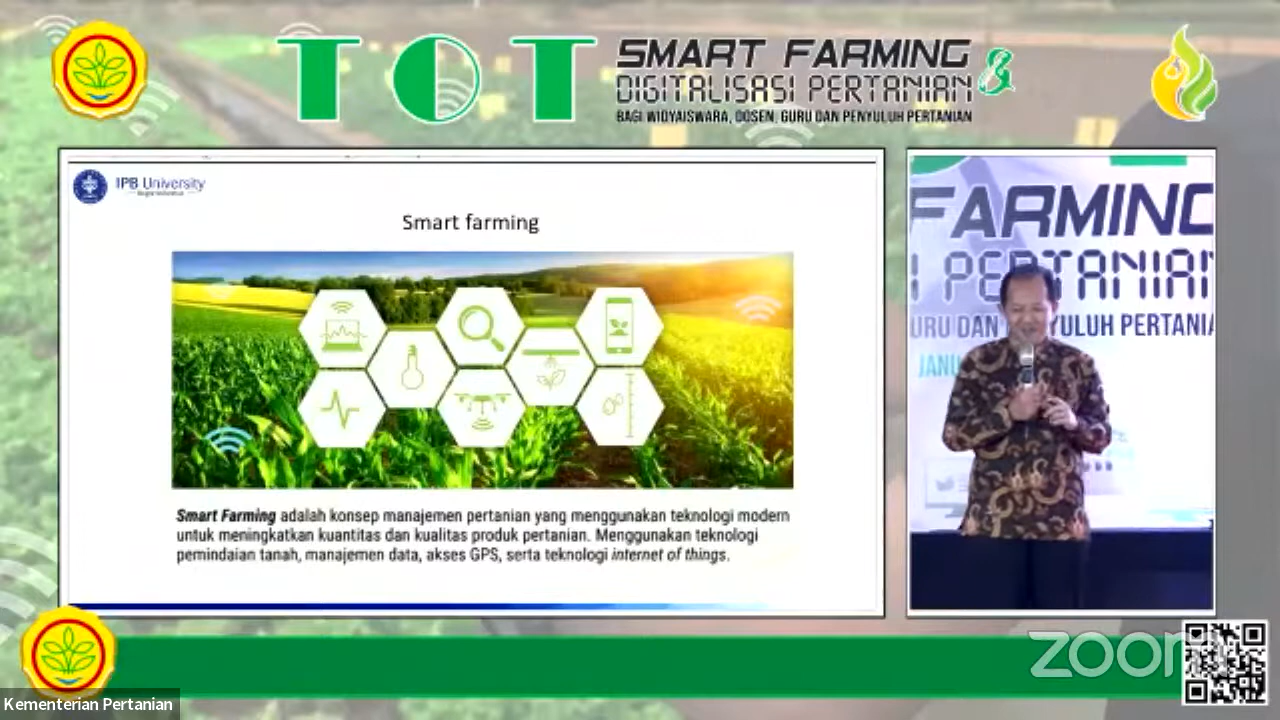 TOT
SMART FARMING &
DIGITALISASI PERTANIAN
BAGI WIDYAISWARA, DOSEN, GURU DAN PENYULUH PERTANIAN
IPB University
Smart farming
Smart Farming adalah konsep manajemen pertanian yang menggunakan teknologi modern
untuk meningkatkan kuantitas dan kualitas produk pertanian. Menggunakan teknologi
pemindaian tanah, manajemen data, akses GPS, serta teknologi internet of things.
FARMING
PERTANIAN
URU DAN PENYULUH PERTANIA
JANU
zoom
Kementerian Pertanian